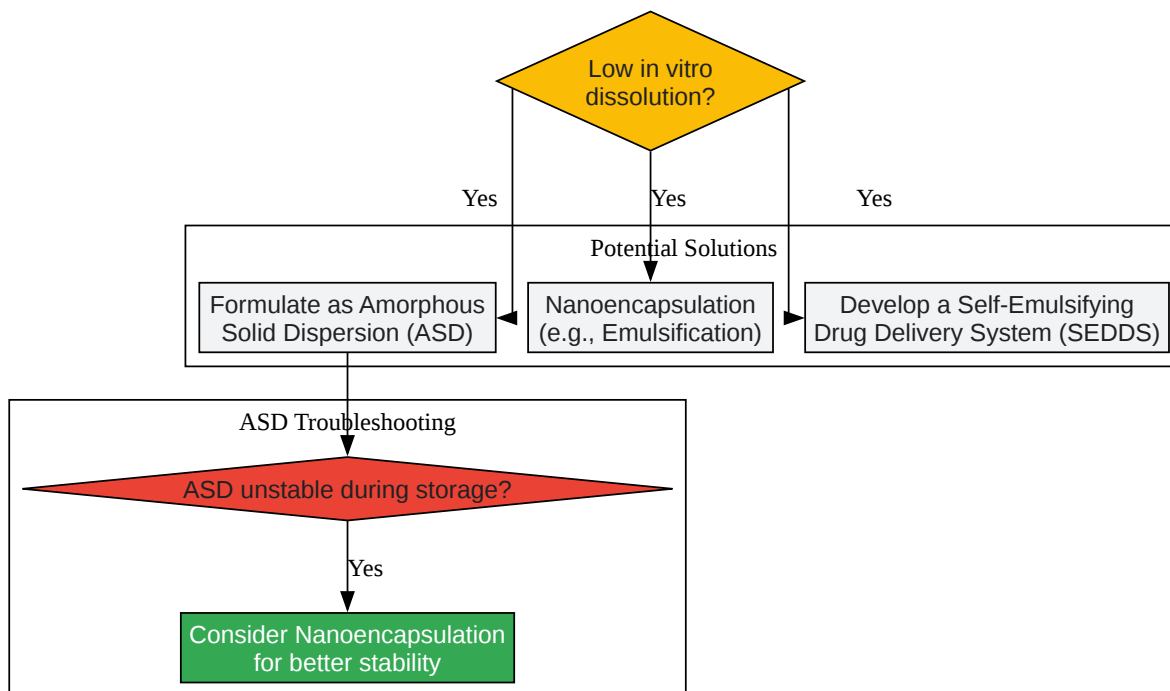 Low in vitro
dissolution?
Yes
Yes
Yes
Potential Solutions
Formulate as Amorphous
Solid Dispersion (ASD)
Nanoencapsulation
(e.g., Emulsification)
Develop a Self-Emulsifying
Drug Delivery System (SEDDS)
ASD Troubleshooting
ASD unstable during storage?
Yes
Consider Nanoencapsulation
for better stability